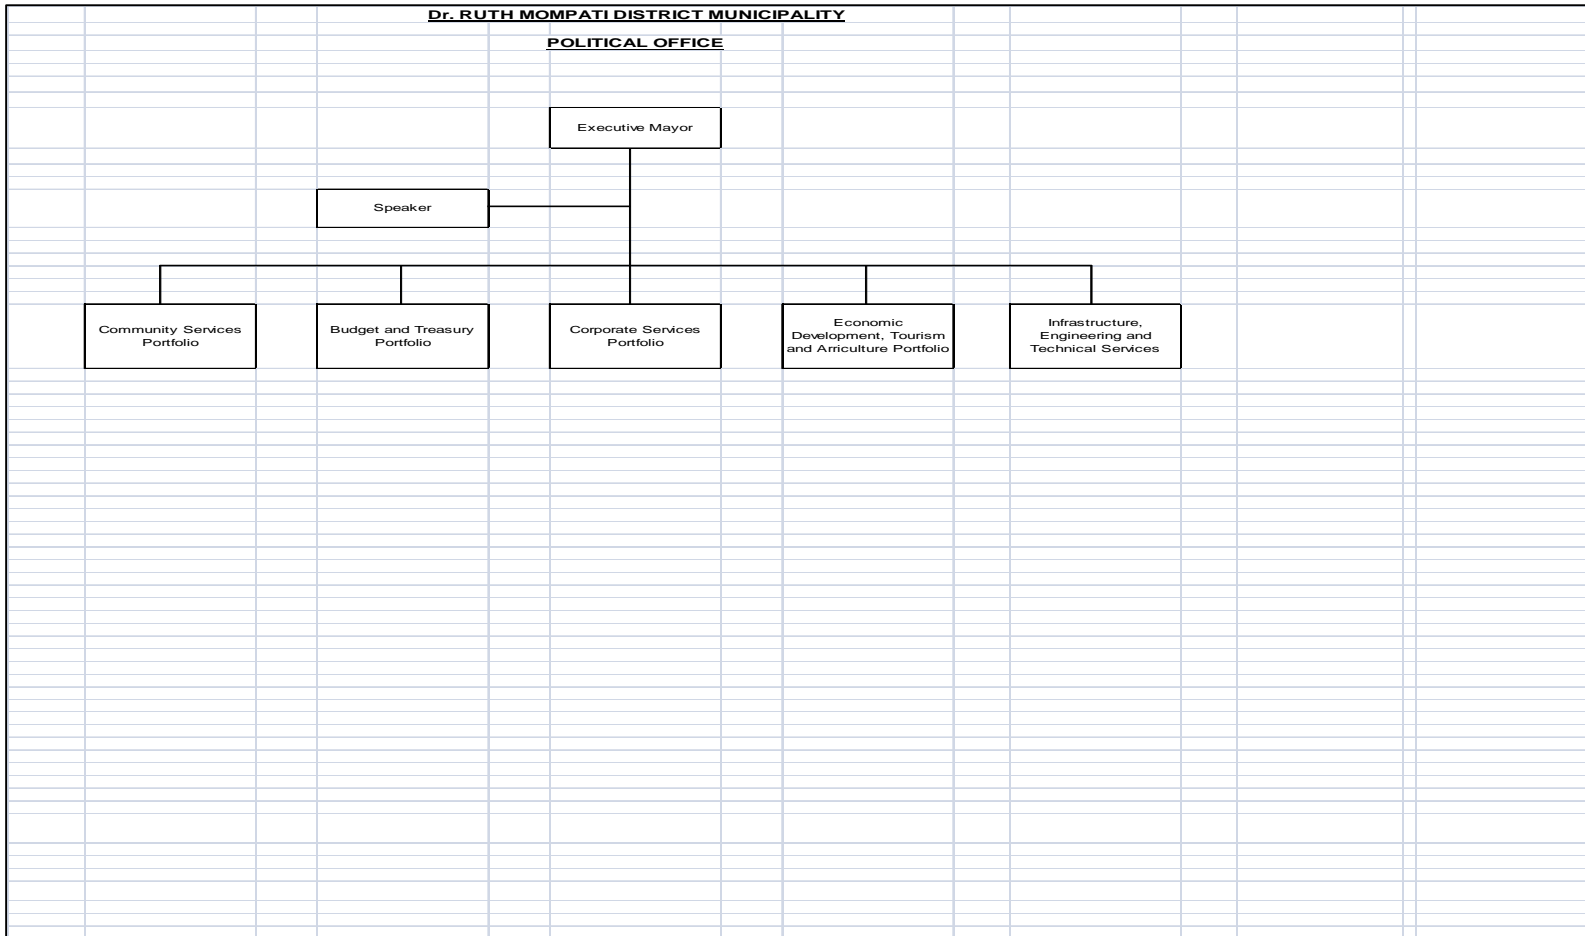 Dr. RUTH MOMPATI DISTRICT MUNICIPALITY
POLITICAL OFFICE
Executive Mayor
Speaker
Community Services
Portfolio
Budget and Treasury
Portfolio
Corporate Services
Portfolio
Economic
Development, Tourism
and Arriculture Portfolio
Infrastructure,
Engineering and
Technical Services